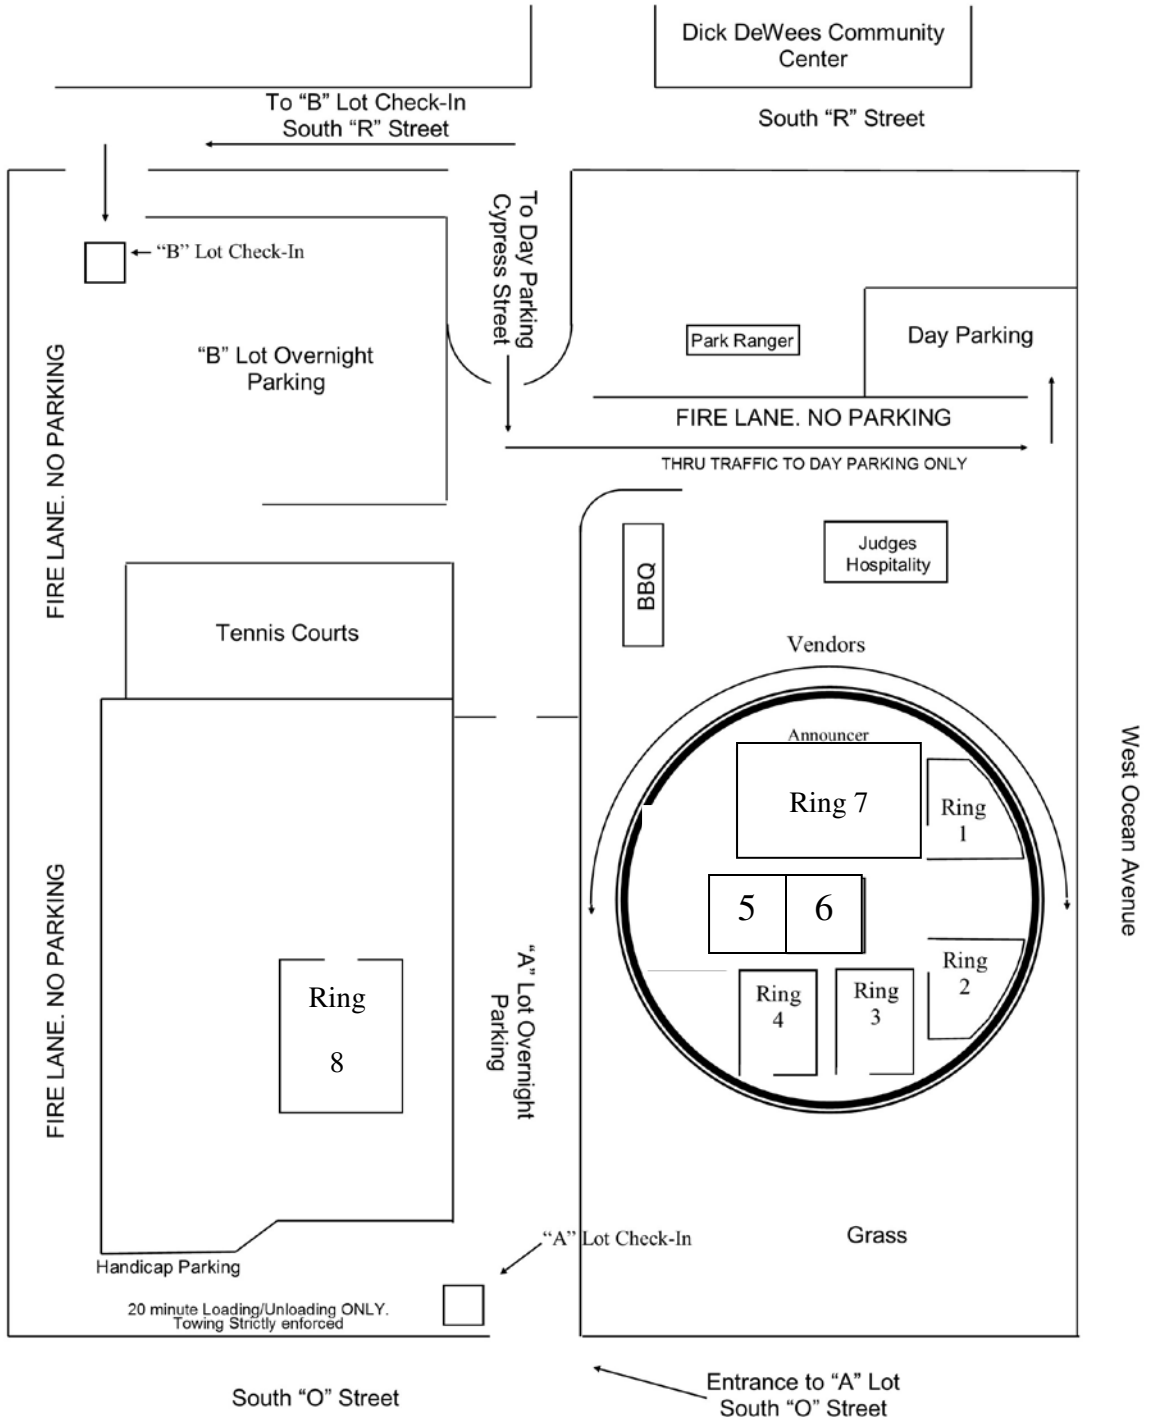 Dick DeWees Community
Center
To “B” Lot Check-In
South “R” Street
South “R” Street
To Day Parking
Cypress Street
“B” Lot Check-In
“B” Lot Overnight
Parking
Park Ranger
Day Parking
FIRE LANE. NO PARKING
FIRE LANE. NO PARKING
THRU TRAFFIC TO DAY PARKING ONLY
BBQ
Judges
Hospitality
Tennis Courts
Vendors
Announcer
Ring 7
Ring
1
West Ocean Avenue
5
6
Ring
2
Ring
3
Ring
4
FIRE LANE. NO PARKING
Ring
8
“A” Lot Overnight
Parking
“A” Lot Check-In
Grass
Handicap Parking
20 minute Loading/Unloading ONLY.
Towing Strictly enforced
South “O” Street
Entrance to “A” Lot
South “O” Street